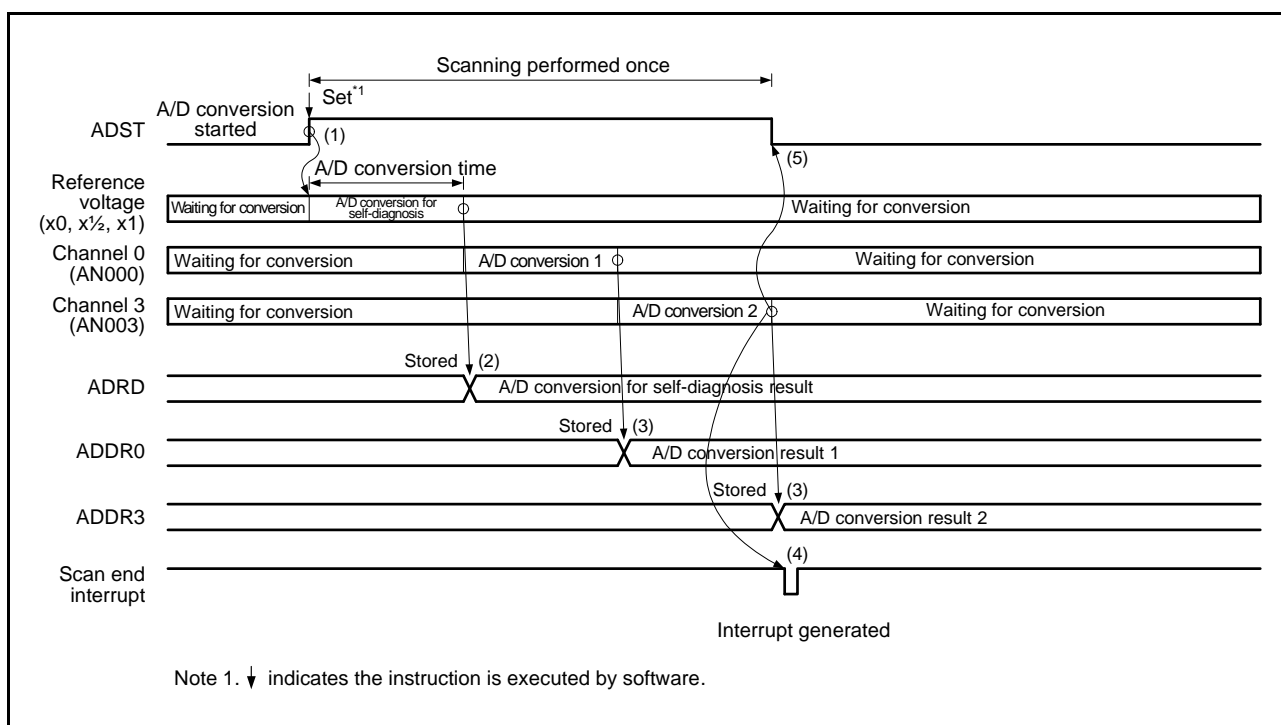 Scanning performed once
Set*1
A/D conversion
started
ADST
(1)
(5)
A/D conversion time
Reference
voltage
(x0, x½, x1)
Waiting for conversion
A/D conversion for
self-diagnosis
Waiting for conversion
Channel 0
(AN000)
Waiting for conversion
A/D conversion 1
Waiting for conversion
Channel 3
(AN003)
Waiting for conversion
A/D conversion 2
Waiting for conversion
Stored
(2)
ADRD
A/D conversion for self-diagnosis result
Stored
(3)
ADDR0
A/D conversion result 1
Stored
(3)
ADDR3
A/D conversion result 2
(4)
Scan end
interrupt
Interrupt generated
Note 1. ↓ indicates the instruction is executed by software.